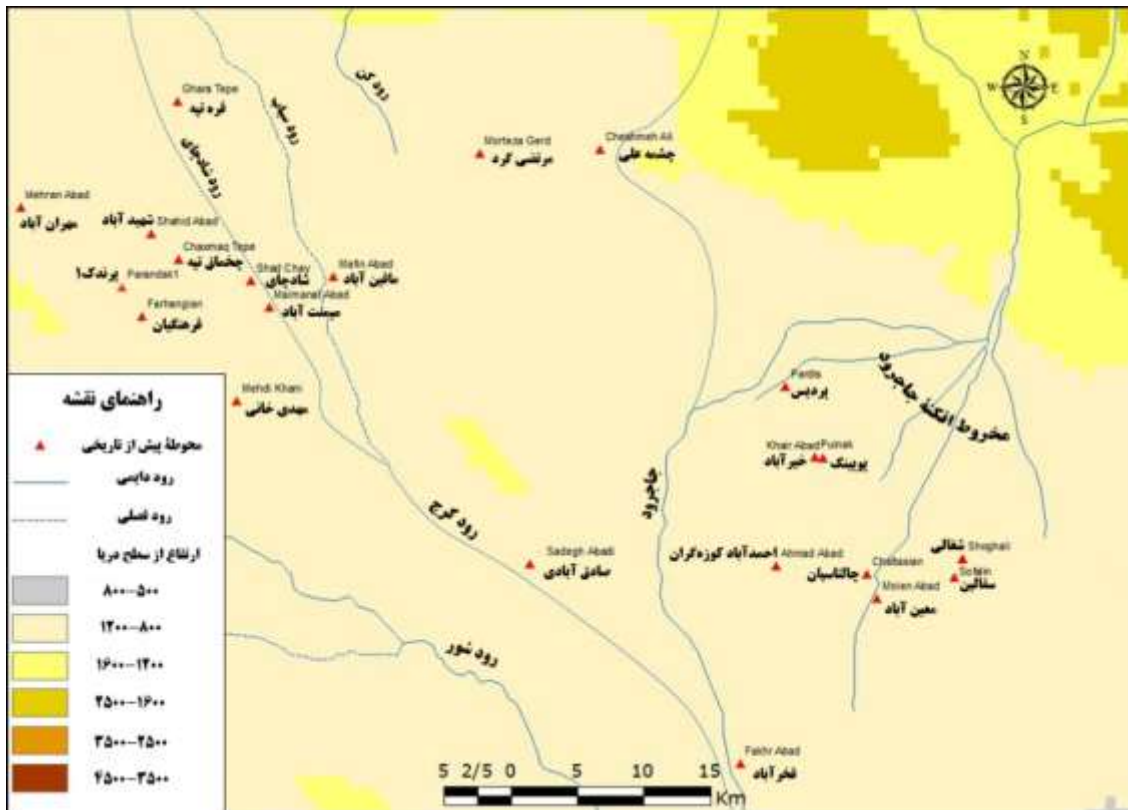 N
W
E
S
Ghara Tepe
قره تپه
رود سیاب
رود کن
رود شادچای
Morteza Gerd
مرتضی گرد
Cheshmeh Ali
چشمه علی
Mehran Abad
مهران آباد
شهید آباد Shahid Abad
Chaxmaq Tepe
چخماق تپه
پرندک۱ Parandak1
Shad Chay
شادچای
Mafin Abad
مافین آباد
Maimanat Abad
میمنت آباد
Farhangian
فرهنگیان
Mehdi Khani
مهدی خانی
Pardis
پردیس
مخروط افکنهٔ جاجرود
Khair Abad
خیرآباد
Puinak
پویینک
جاجرود
رود کرج
Sadegh Abadi
صادق آبادی
احمدآباد کوزه‌گران Ahmad Abad
شغالی Shoghali
Chaltasian
چالتاسیان
Sofalin
سفالین
Moien Abad
معین آباد
رود شور
Fakhr Abad
فخرآباد
راهنمای نقشه
محوطهٔ پیش از تاریخی
رود دایمی
رود فصلی
ارتفاع از سطح دریا
۸۰۰-۵۰۰
۱۲۰۰-۸۰۰
۱۶۰۰-۱۲۰۰
۲۵۰۰-۱۶۰۰
۳۵۰۰-۲۵۰۰
۴۵۰۰-۳۵۰۰
5 2/5 0 5 10 15
Km